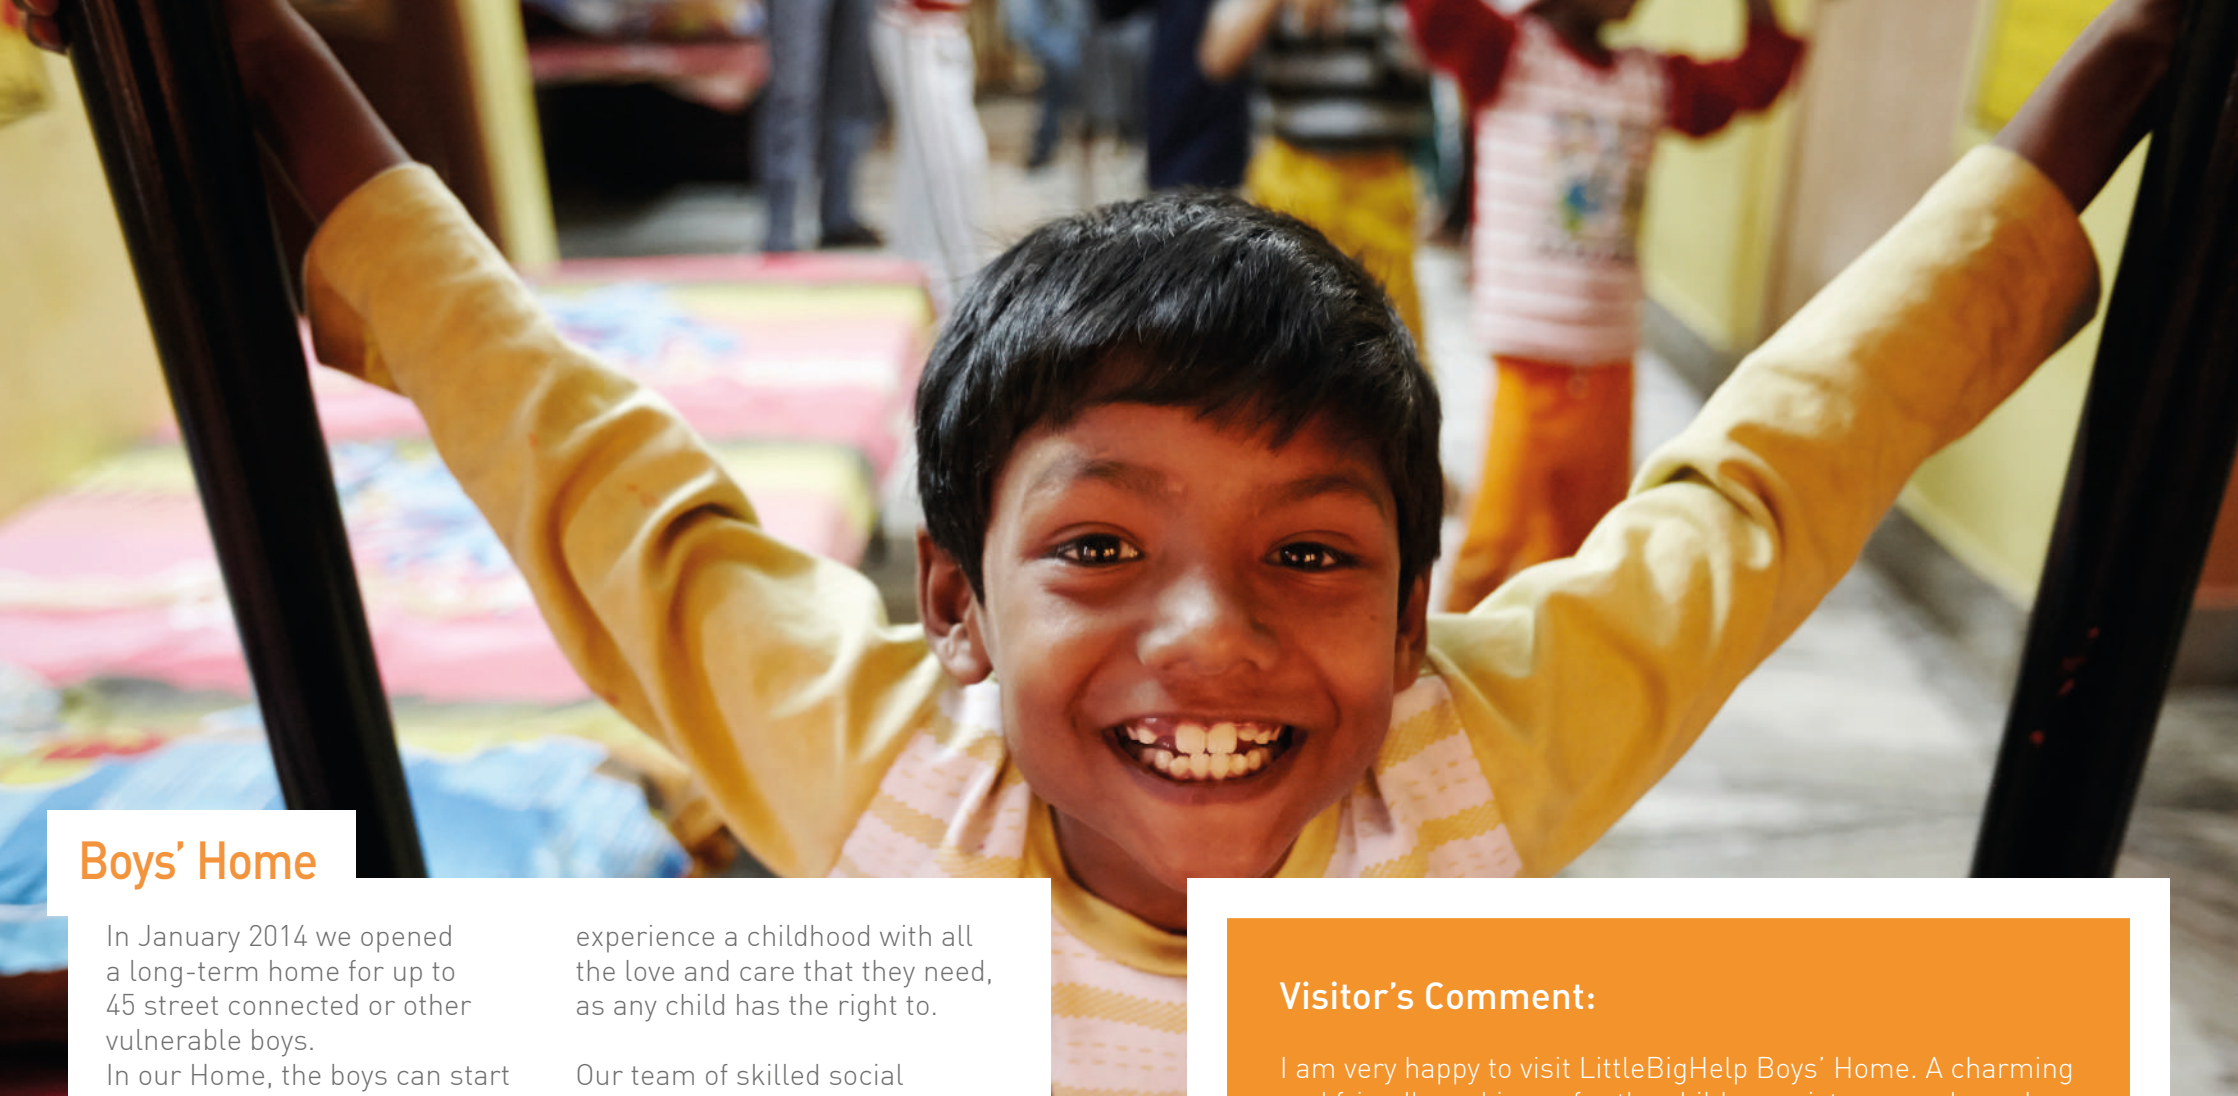 Boys’ Home
In January 2014 we opened
a long-term home for up to
45 street connected or other
vulnerable boys.
In our Home, the boys can start
experience a childhood with all
the love and care that they need,
as any child has the right to.
Our team of skilled social
Visitor’s Comment:
I am very happy to visit LittleBigHelp Boys’ Home. A charming